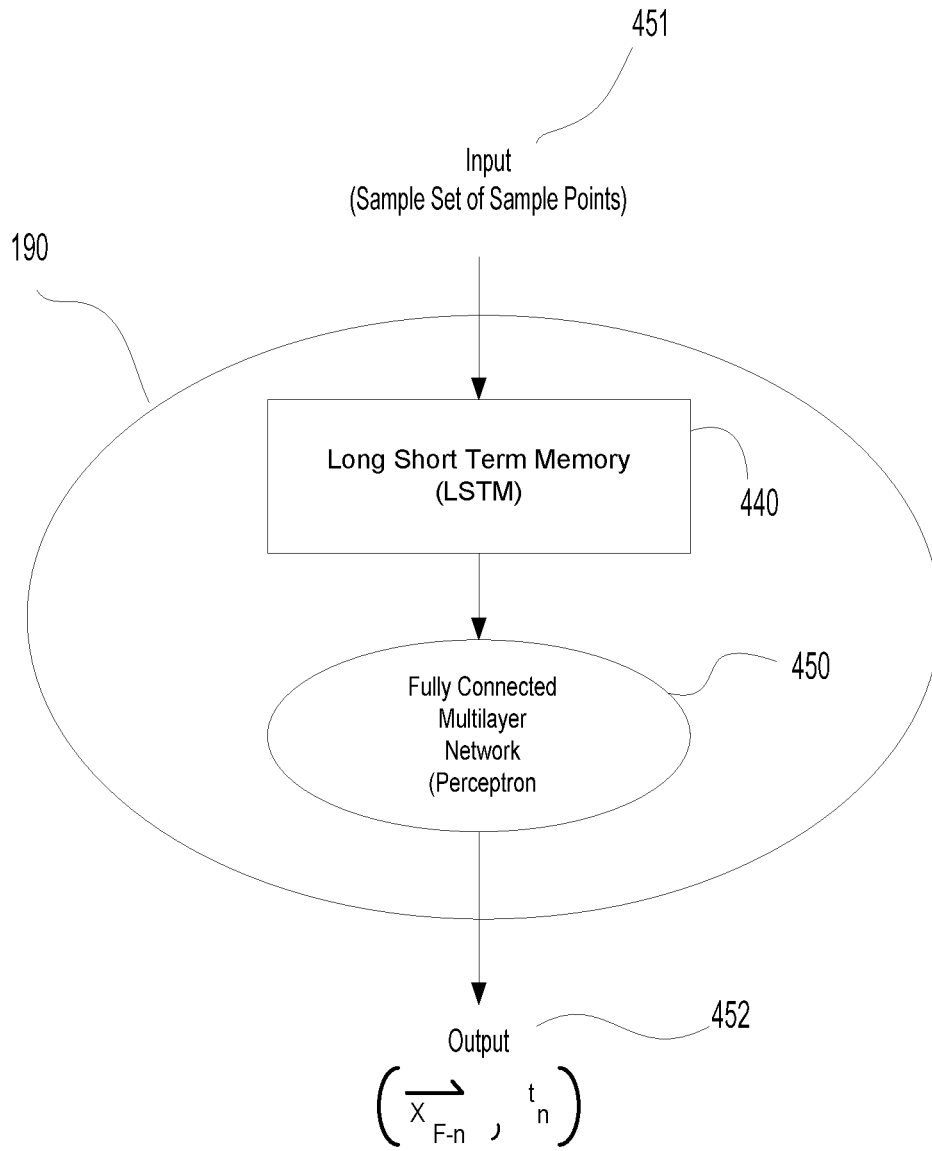 451
Input
(Sample Set of Sample Points)
190
Long Short Term Memory
(LSTM)
440
450
Fully Connected
Multilayer
Network
(Perceptron
452
Output
(X⃗ F-n , t n)